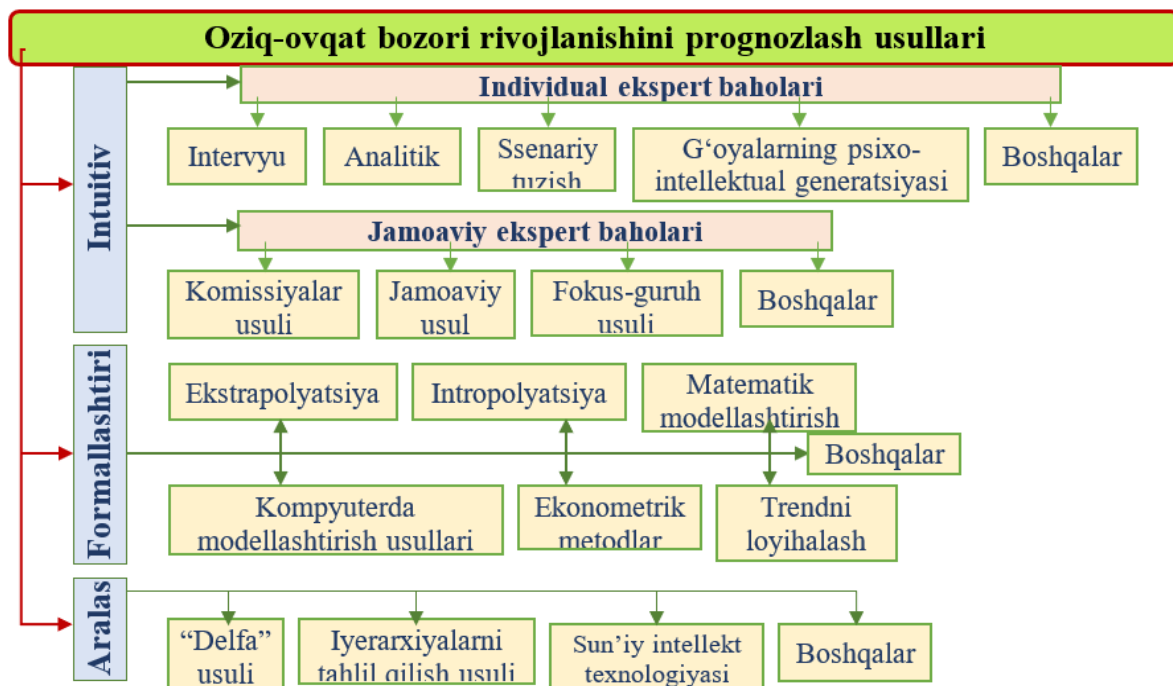 Oziq-ovqat bozori rivojlanishini prognozlash usullari
Intuitiv
Individual ekspert baholari
Intervyu
Analitik
Ssenariy
tuzish
G‘oyalarning psixo-
intellektual generatsiyasi
Boshqalar
Jamoaviy ekspert baholari
Komissiyalar
usuli
Jamoaviy
usul
Fokus-guruh
usuli
Boshqalar
Formallashtiri
Ekstrapolyatsiya
Intropolyatsiya
Matematik
modellashtirish
Boshqalar
Kompyuterda
modellashtirish usullari
Ekonometrik
metodlar
Trendni
loyihalash
Aralas
“Delfa”
usuli
Iyerarxiyalarni
tahlil qilish usuli
Sun’iy intellekt
texnologiyasi
Boshqalar